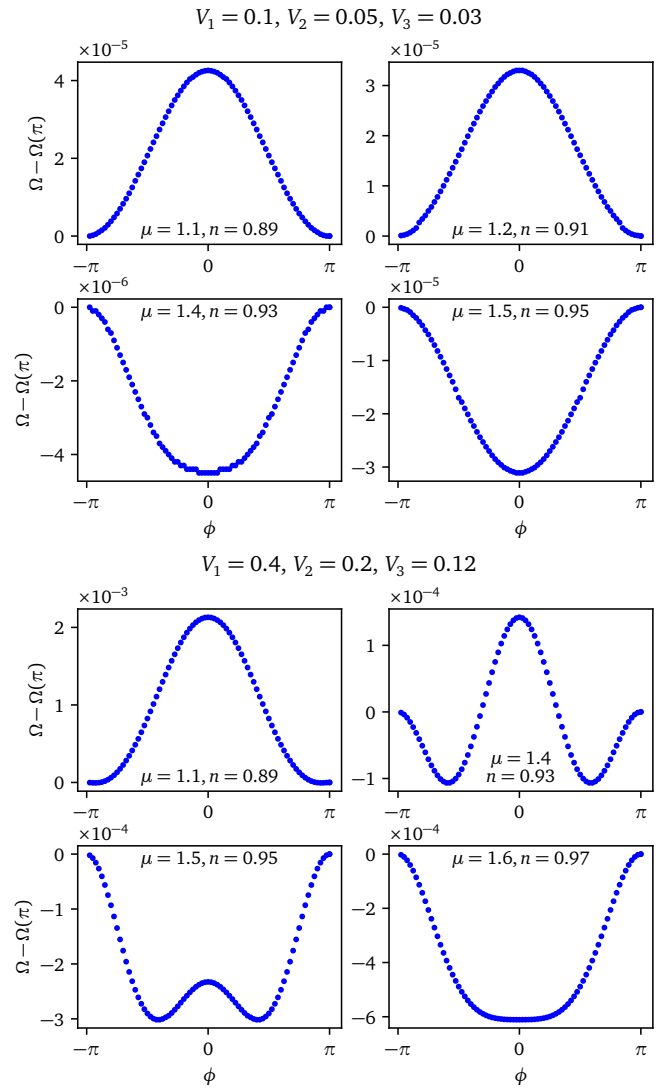 V₁ = 0.1, V₂ = 0.05, V₃ = 0.03
×10⁻⁵ ×10⁻⁵
Ω − Ω(π)
4
2
0
μ = 1.1, n = 0.89
−π 0 π
3
2
1
0
μ = 1.2, n = 0.91
−π 0 π
×10⁻⁶ ×10⁻⁵
Ω − Ω(π)
0
−2
−4
μ = 1.4, n = 0.93
−π 0 π
ϕ
0
−1
−2
−3
μ = 1.5, n = 0.95
−π 0 π
ϕ
V₁ = 0.4, V₂ = 0.2, V₃ = 0.12
×10⁻³ ×10⁻⁴
Ω − Ω(π)
2
1
0
μ = 1.1, n = 0.89
−π 0 π
1
0
−1
μ = 1.4
n = 0.93
−π 0 π
×10⁻⁴ ×10⁻⁴
Ω − Ω(π)
0
−1
−2
−3
μ = 1.5, n = 0.95
−π 0 π
ϕ
0
−2
−4
−6
μ = 1.6, n = 0.97
−π 0 π
ϕ